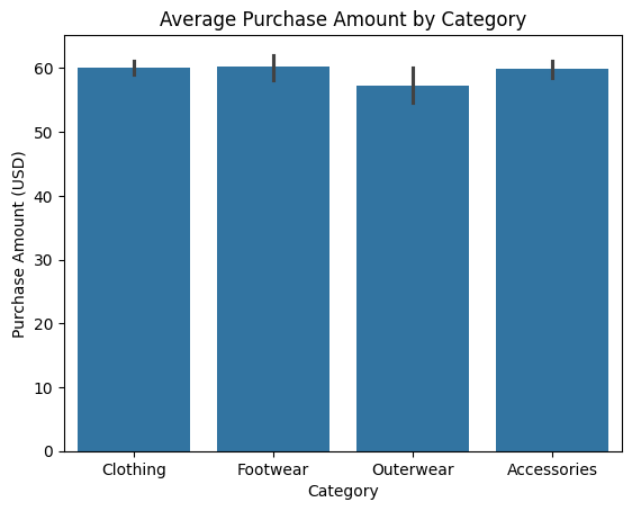 Average Purchase Amount by Category
Purchase Amount (USD)
60
50
40
30
20
10
0
Clothing Footwear Outerwear Accessories
Category